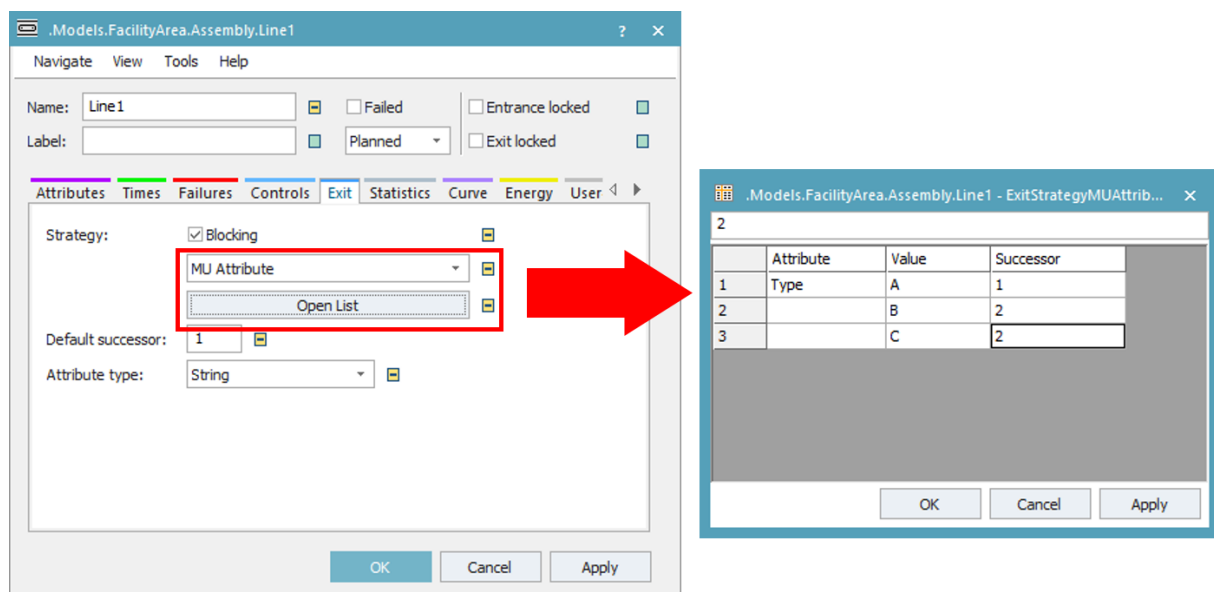 .Models.FacilityArea.Assembly.Line1 ? ×
Navigate View Tools Help
Name: Line1 Failed Entrance locked
Label: Planned Exit locked
Attributes Times Failures Controls Exit Statistics Curve Energy User
Strategy: Blocking
MU Attribute
Open List
Default successor: 1
Attribute type: String
OK Cancel Apply
.Models.FacilityArea.Assembly.Line1 - ExitStrategyMUAttrib... ×
2
Attribute Value Successor
1 Type A 1
2 B 2
3 C 2
OK Cancel Apply